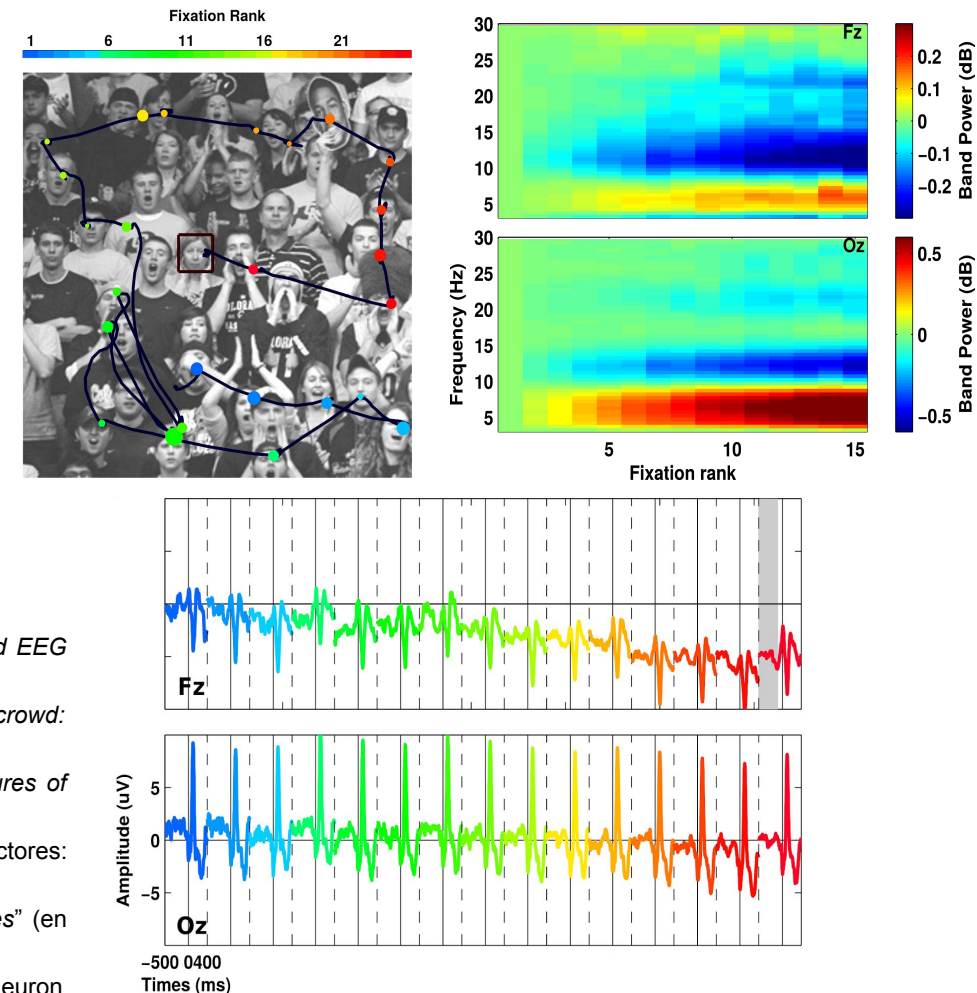 Fixation Rank
1 6 11 16 21
30
25
20
15
10
5
Fz
0.2
0.1
0
−0.1
−0.2
Band Power (dB)
30
25
20
15
10
5
Oz
Frequency (Hz)
0.5
0
−0.5
Band Power (dB)
5 10 15
Fixation rank
Fz
d EEG
crowd:
res of
ctores:
s” (en
euron.
5
0
−5
Amplitude (uV)
Oz
−500 0400
Times (ms)